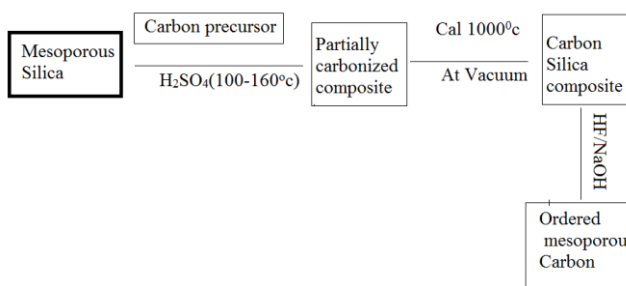 Mesoporous
Silica
Carbon precursor
H₂SO₄(100-160⁰c)
Partially
carbonized
composite
Cal 1000⁰c
At Vacuum
Carbon
Silica
composite
HF/NaOH
Ordered
mesoporou
Carbon